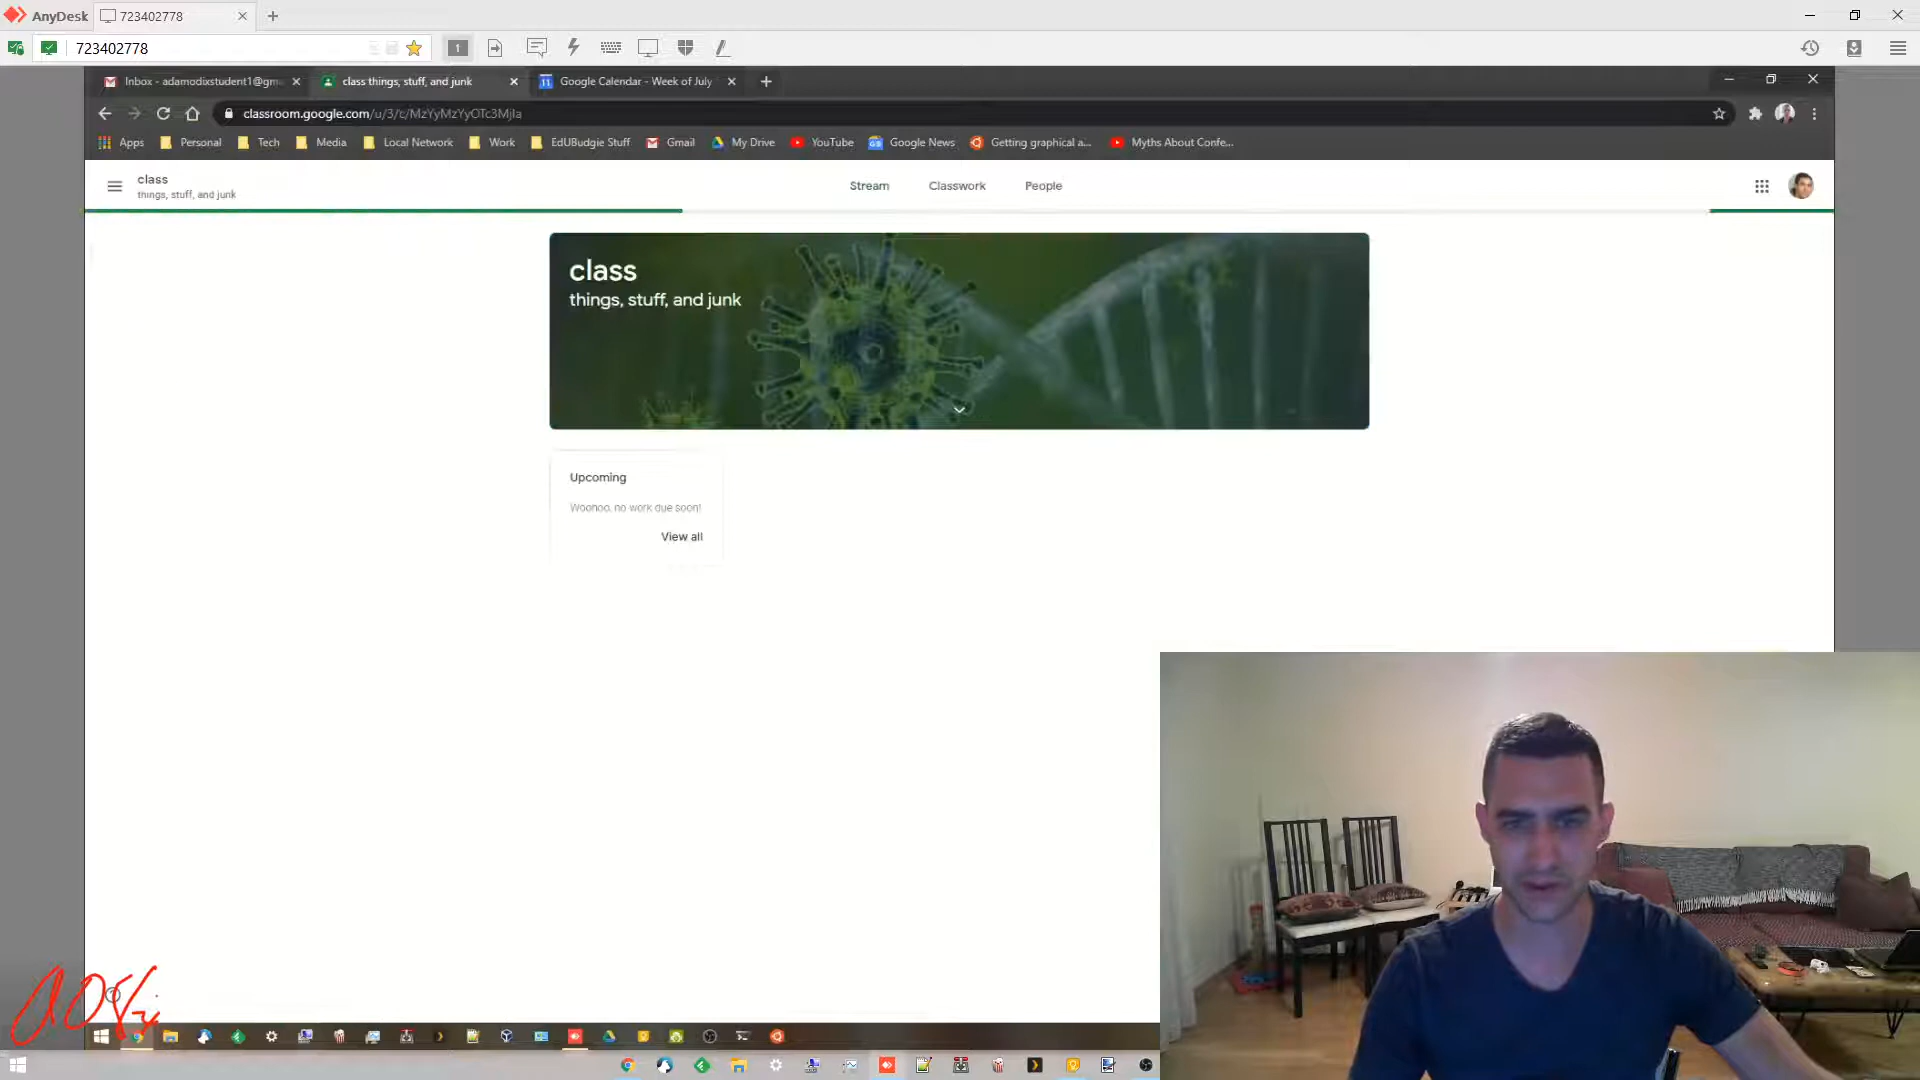 AnyDesk
723402778
723402778
1
Inbox - adamodixstudent1@gm
class things, stuff, and junk
Google Calendar - Week of July
classroom.google.com/u/3/c/MzYyMzYyOTc3Mjla
Apps
Personal
Tech
Media
Local Network
Work
EdUBudgie Stuff
Gmail
My Drive
YouTube
Google News
Getting graphical a...
Myths About Confe...
class
things, stuff, and junk
Stream
Classwork
People
class
things, stuff, and junk
Upcoming
Woohoo, no work due soon!
View all